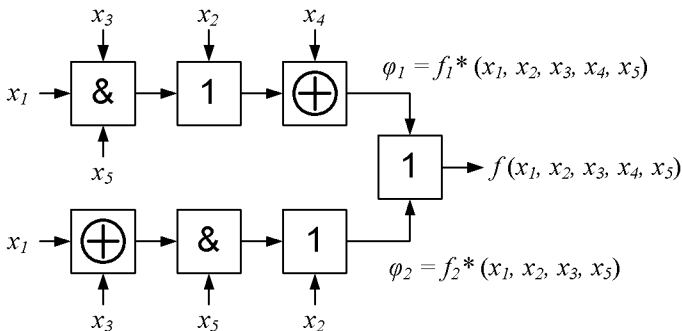 x3 x2 x4
φ1 = f1* (x1, x2, x3, x4, x5)
x1 & 1 ⊕
x5
1 f (x1, x2, x3, x4, x5)
x1 ⊕ & 1
φ2 = f2* (x1, x2, x3, x5)
x3 x5 x2